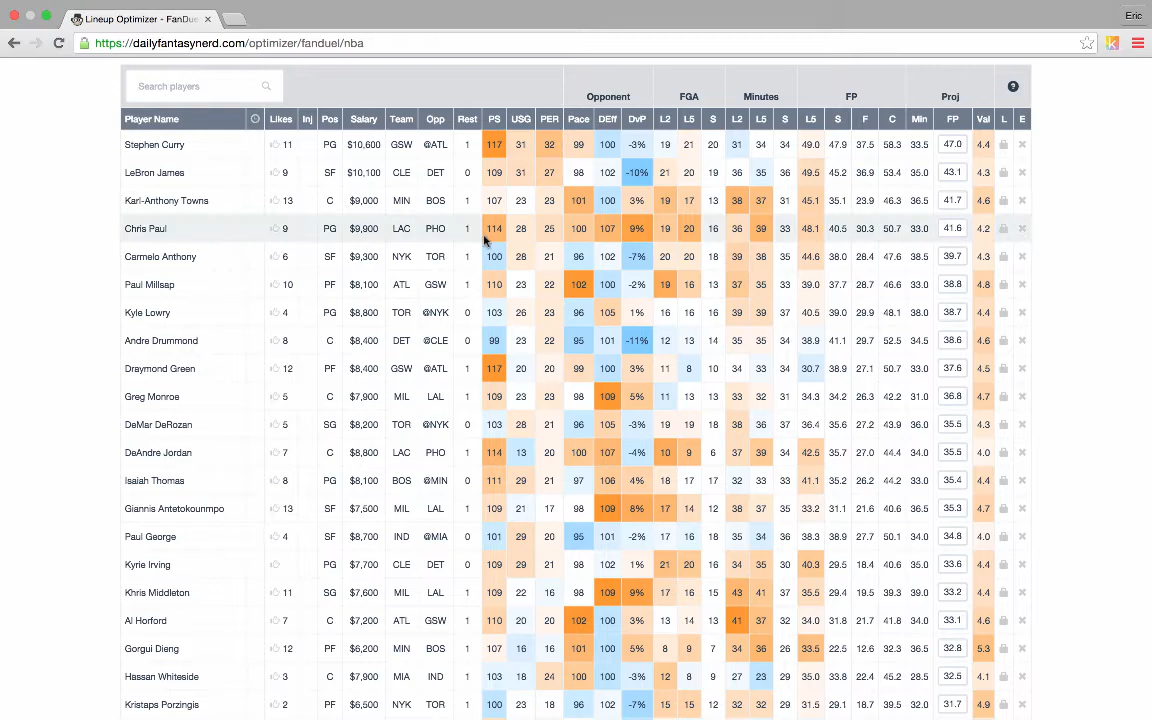 Lineup Optimizer - FanDue
Eric
https://dailyfantasynerd.com/optimizer/fanduel/nba
Search players
Opponent FGA Minutes FP Proj ?
Player Name Likes Inj Pos Salary Team Opp Rest PS USG PER Pace DEff DvP L2 L5 S L2 L5 S L5 S F C Min FP Val L E
Stephen Curry 11 PG $10,600 GSW @ATL 1 117 31 32 99 100 -3% 19 21 20 31 34 34 49.0 47.9 37.5 58.3 33.5 47.0 4.4
LeBron James 9 SF $10,100 CLE DET 0 109 31 27 98 102 -10% 21 20 19 36 35 36 49.5 45.2 36.9 53.4 35.0 43.1 4.3
Karl-Anthony Towns 13 C $9,000 MIN BOS 1 107 23 23 101 100 3% 19 17 13 38 37 31 45.1 35.1 23.9 46.3 36.0 41.7 4.6
Chris Paul 9 PG $9,900 LAC PHO 1 114 28 25 100 107 9% 19 20 16 36 39 33 48.1 40.5 30.3 50.7 33.0 41.6 4.2
Carmelo Anthony 6 SF $9,300 NYK TOR 1 100 28 21 96 102 -7% 20 20 18 38 39 35 44.6 38.0 28.4 47.6 38.5 39.7 4.3
Paul Millsap 10 PF $8,100 ATL GSW 1 110 23 22 102 100 -2% 19 16 13 37 35 33 39.0 37.7 28.7 46.6 33.0 38.8 4.8
Kyle Lowry 4 PG $8,800 TOR @NYK 0 103 26 23 96 105 1% 16 16 16 39 39 37 40.5 39.0 29.9 48.1 38.0 38.7 4.4
Andre Drummond 8 C $8,400 DET @CLE 0 99 23 22 95 101 -11% 12 13 14 35 35 34 38.9 41.1 29.7 52.5 34.5 38.6 4.6
Draymond Green 12 PF $8,400 GSW @ATL 1 117 20 20 99 100 3% 11 8 10 34 33 34 30.7 38.9 27.1 50.7 33.0 37.6 4.5
Greg Monroe 5 C $7,900 MIL LAL 1 109 23 23 98 109 5% 11 13 13 33 32 31 34.3 34.2 26.3 42.2 31.0 36.8 4.7
DeMar DeRozan 5 SG $8,200 TOR @NYK 0 103 28 21 96 105 -3% 19 19 18 38 36 37 36.4 35.6 27.2 43.9 36.0 35.5 4.3
DeAndre Jordan 7 C $8,800 LAC PHO 1 114 13 20 100 107 -4% 10 9 6 37 39 34 42.5 35.7 27.0 44.4 34.0 35.5 4.0
Isaiah Thomas 8 PG $8,100 BOS @MIN 1 111 29 21 97 106 4% 18 17 17 32 33 33 41.1 35.2 26.2 44.2 33.0 35.4 4.4
Giannis Antetokounmpo 13 SF $7,500 MIL LAL 1 109 21 17 98 109 8% 17 14 12 38 37 35 33.2 31.1 21.6 40.6 36.5 35.3 4.7
Paul George 4 SF $8,700 IND @MIA 0 101 29 20 95 101 -2% 17 16 18 35 34 36 38.3 38.9 27.7 50.1 34.5 34.8 4.0
Kyrie Irving PG $7,700 CLE DET 0 109 29 20 98 102 1% 21 20 16 34 35 30 40.3 29.5 18.4 40.6 35.0 33.6 4.4
Khris Middleton 11 SG $7,600 MIL LAL 1 109 22 16 98 109 9% 17 19 15 43 41 37 35.5 29.4 19.5 39.3 37.0 33.2 4.4
Al Horford 7 C $7,200 ATL GSW 1 110 20 20 102 100 3% 13 14 13 41 37 32 34.0 31.8 21.7 41.8 34.0 33.1 4.6
Gorgui Dieng 12 PF $6,200 MIN BOS 1 107 16 16 101 100 5% 8 9 7 34 36 26 33.5 22.5 12.6 32.3 36.5 32.8 5.3
Hassan Whiteside 3 C $7,900 MIA IND 1 103 18 24 100 100 -3% 12 8 9 27 23 29 35.0 33.8 22.4 45.2 28.5 32.5 4.1
Kristaps Porzingis 2 PF $6,500 NYK TOR 1 100 23 18 96 102 -7% 15 15 12 32 32 29 31.5 29.1 18.7 39.5 34.0 31.7 4.9